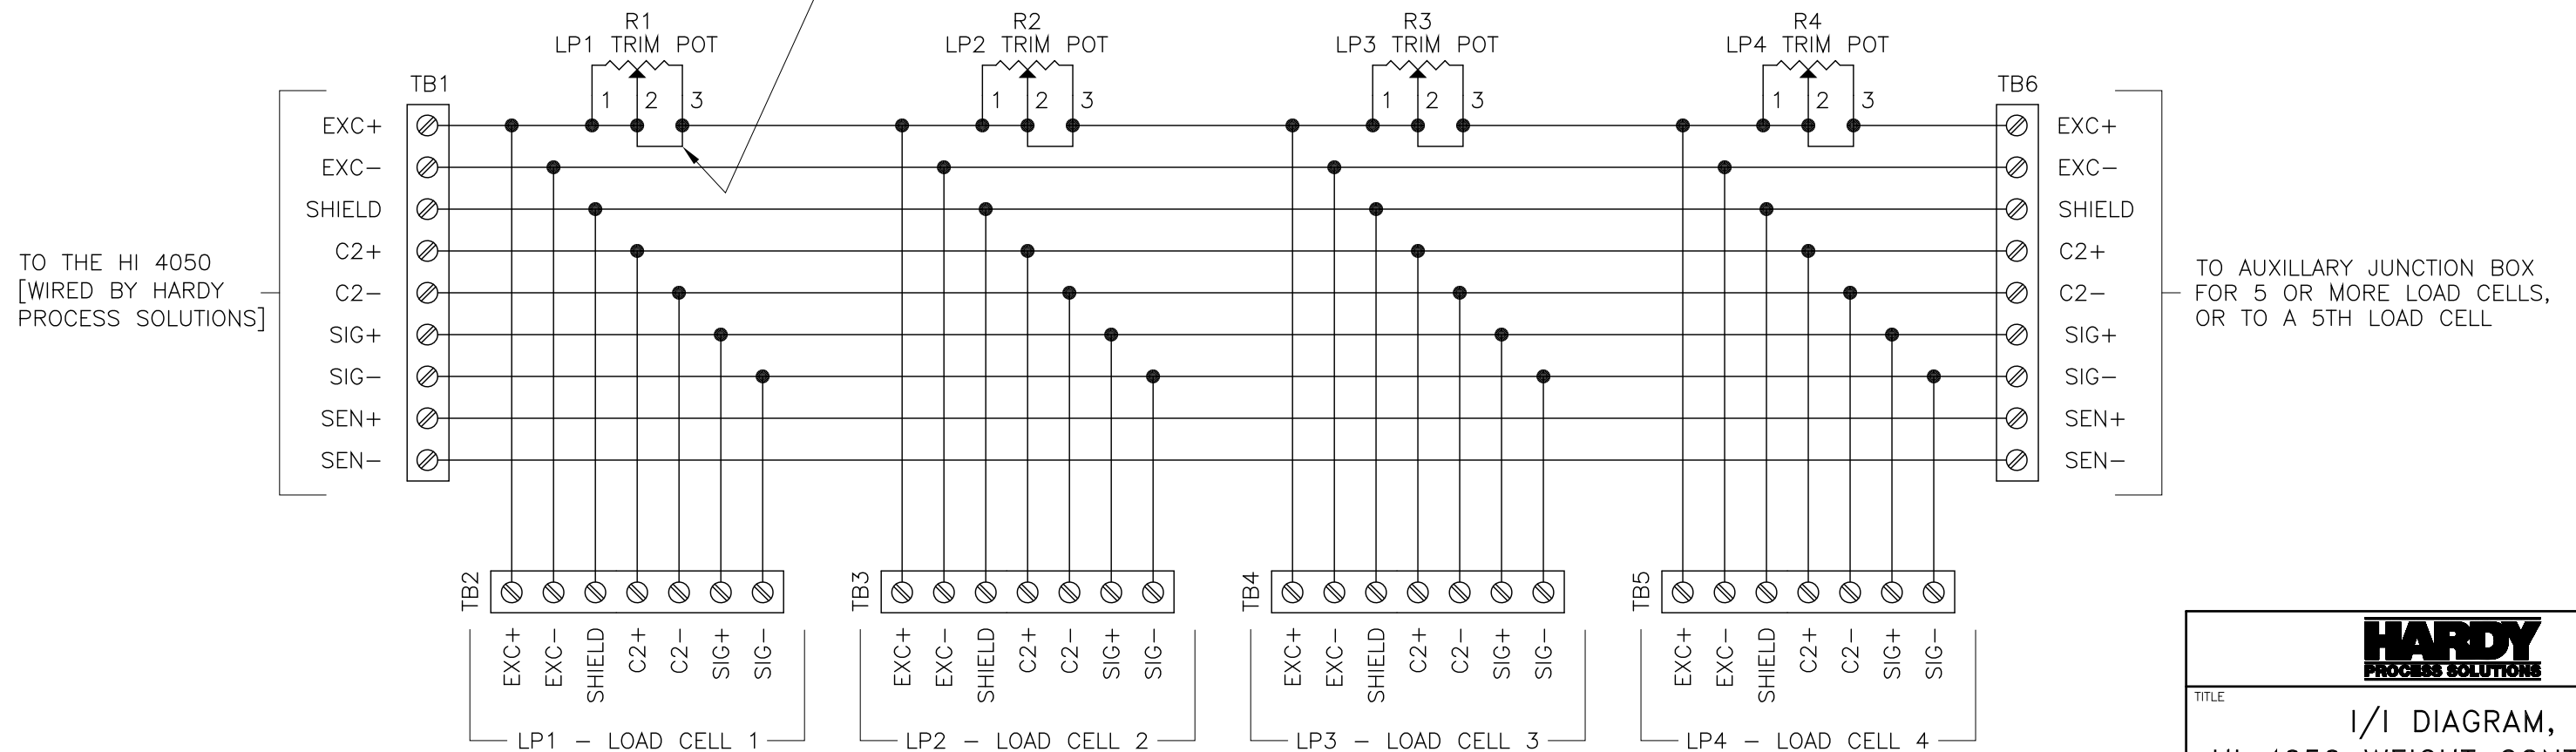 R1
LP1 TRIM POT
1 2 3
R2
LP2 TRIM POT
1 2 3
R3
LP3 TRIM POT
1 2 3
R4
LP4 TRIM POT
1 2 3
TB1
EXC+
EXC-
SHIELD
C2+
C2-
SIG+
SIG-
SEN+
SEN-
TO THE HI 4050
[WIRED BY HARDY
PROCESS SOLUTIONS]
TB6
EXC+
EXC-
SHIELD
C2+
C2-
SIG+
SIG-
SEN+
SEN-
TO AUXILLARY JUNCTION BOX
FOR 5 OR MORE LOAD CELLS,
OR TO A 5TH LOAD CELL
TB2
EXC+
EXC-
SHIELD
C2+
C2-
SIG+
SIG-
LP1 - LOAD CELL 1
TB3
EXC+
EXC-
SHIELD
C2+
C2-
SIG+
SIG-
LP2 - LOAD CELL 2
TB4
EXC+
EXC-
SHIELD
C2+
C2-
SIG+
SIG-
LP3 - LOAD CELL 3
TB5
EXC+
EXC-
SHIELD
C2+
C2-
SIG+
SIG-
LP4 - LOAD CELL 4
HARDY
PROCESS SOLUTIONS
TITLE
I/I DIAGRAM,